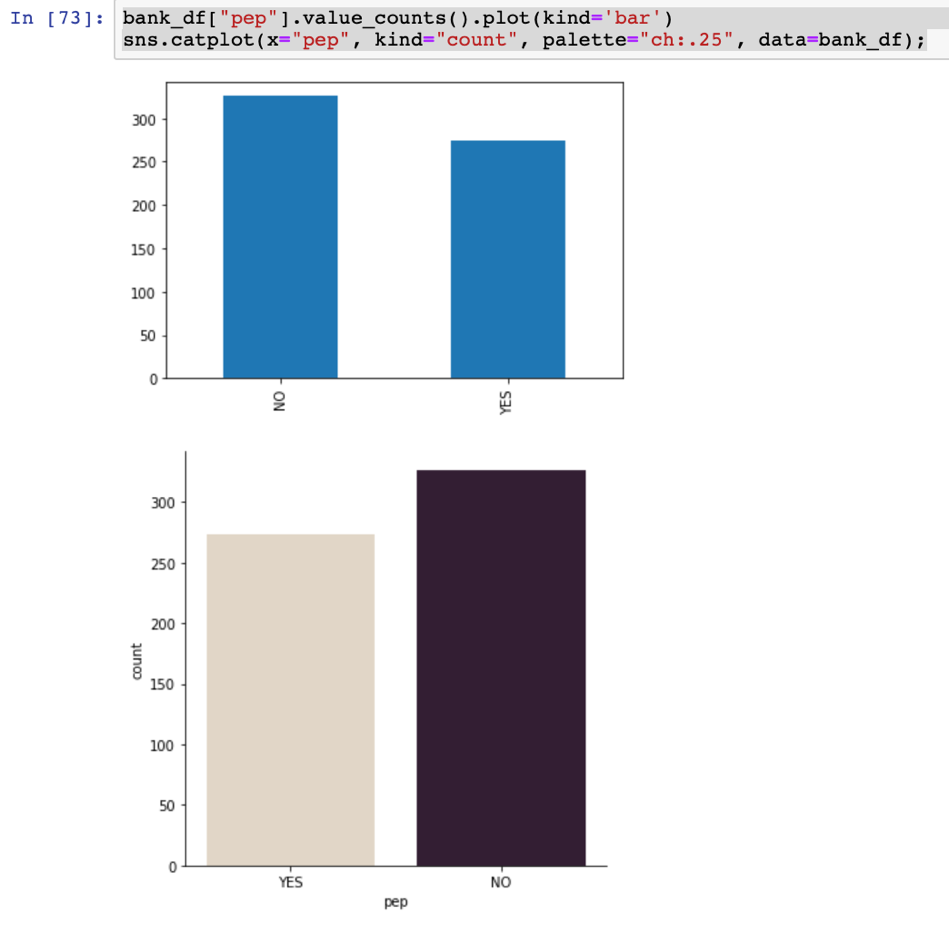 In [73]: bank_df["pep"].value_counts().plot(kind='bar')
sns.catplot(x="pep", kind="count", palette="ch:.25", data=bank_df);
300
250
200
150
100
50
0
NO YES
300
250
200
150
100
50
0
count
YES NO
pep